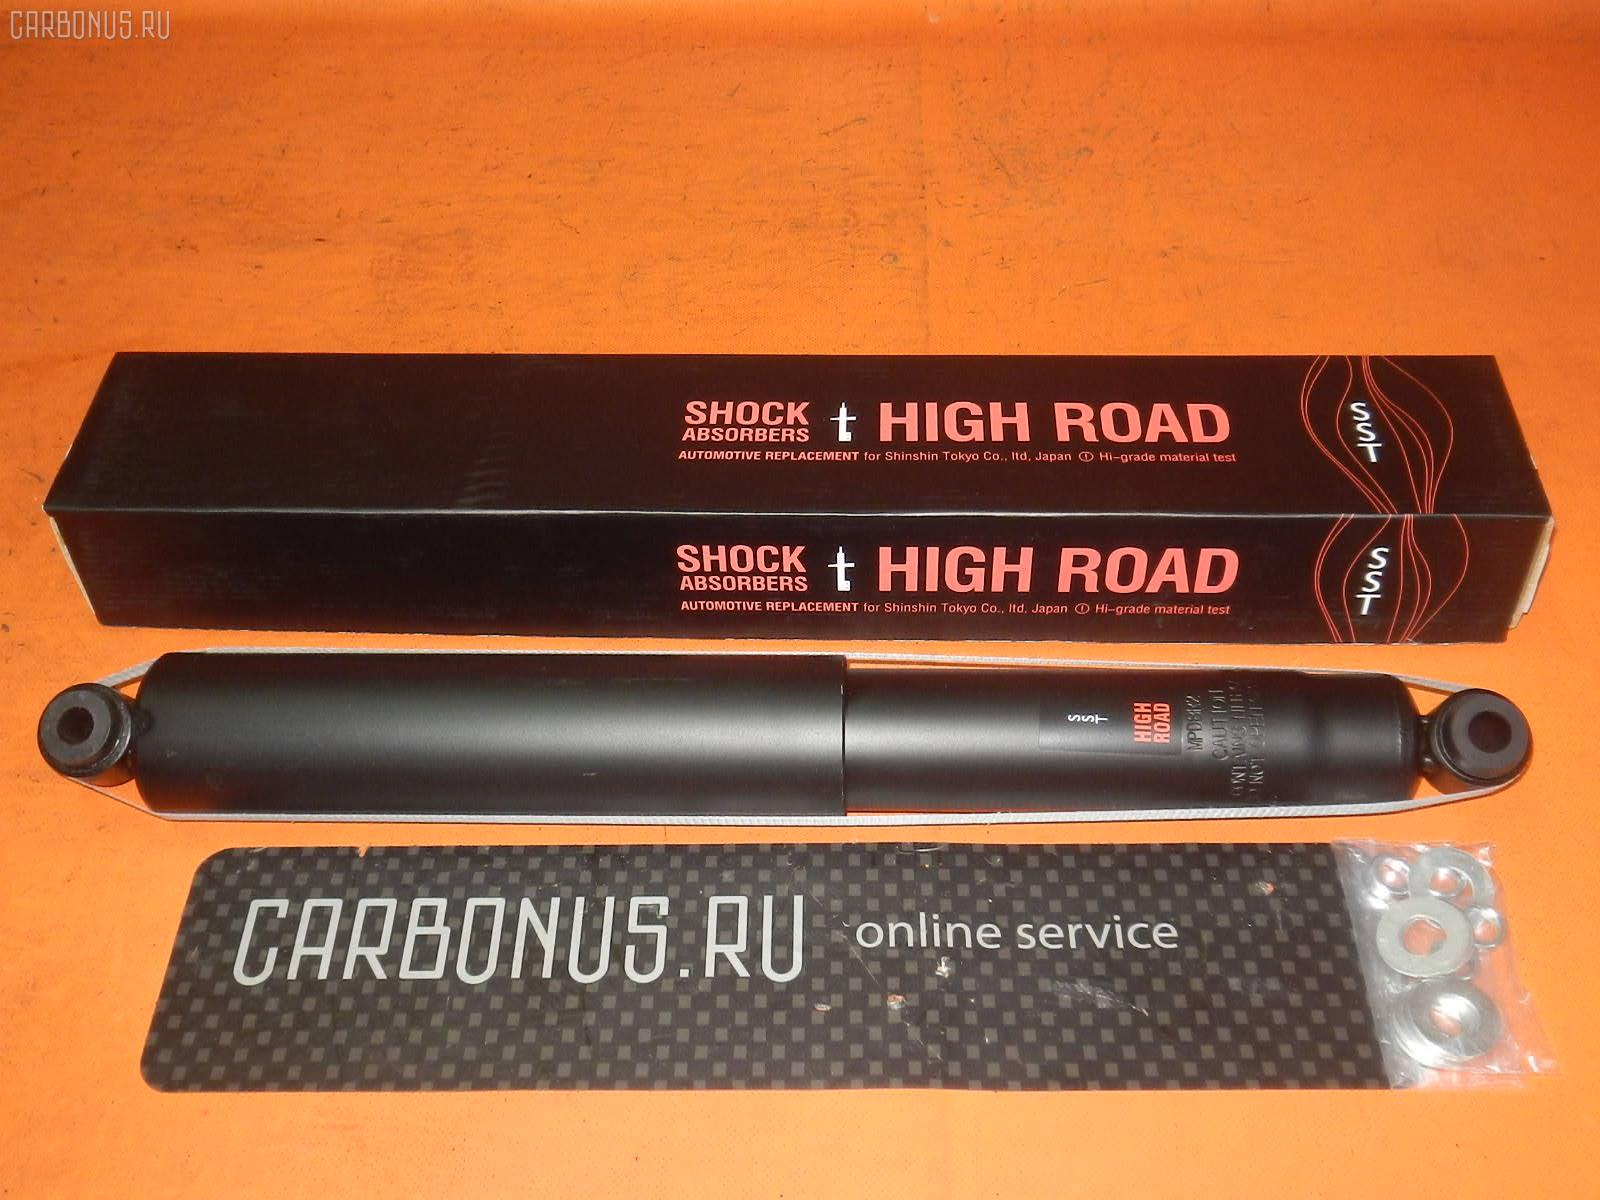 CARBONUS.RU
SHOCK ABSORBERS HIGH ROAD
SST
AUTOMOTIVE REPLACEMENT for Shinshin Tokyo Co., ltd, Japan ① Hi-grade material test
SHOCK ABSORBERS HIGH ROAD
SST
AUTOMOTIVE REPLACEMENT for Shinshin Tokyo Co., ltd, Japan ① Hi-grade material test
SST
HIGH
ROAD
CAUTION
CARBONUS.RU online service